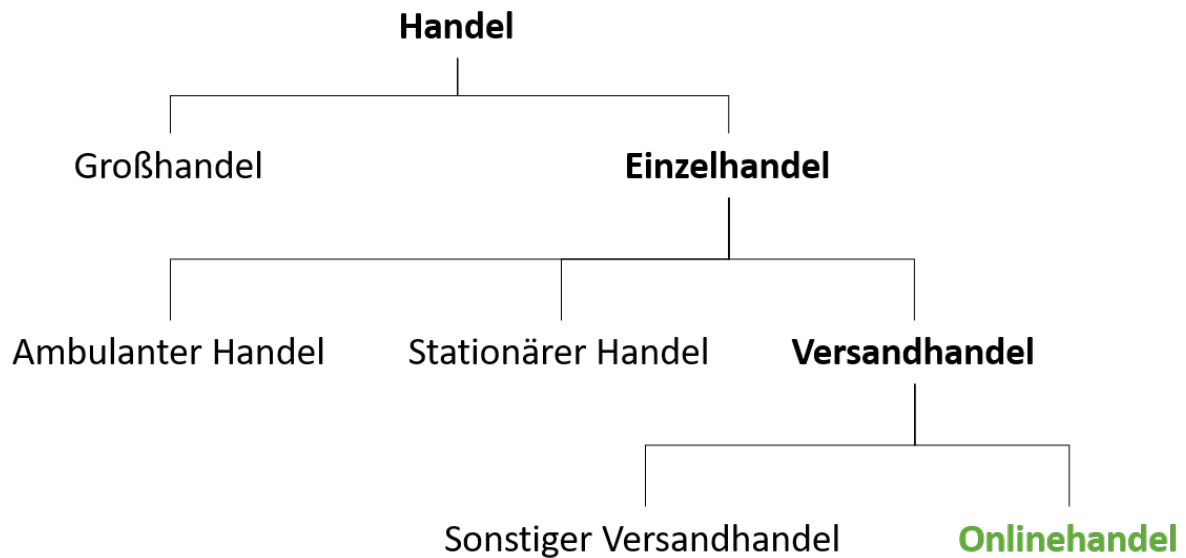 Handel
Großhandel
Einzelhandel
Ambulanter Handel
Stationärer Handel
Versandhandel
Sonstiger Versandhandel
Onlinehandel